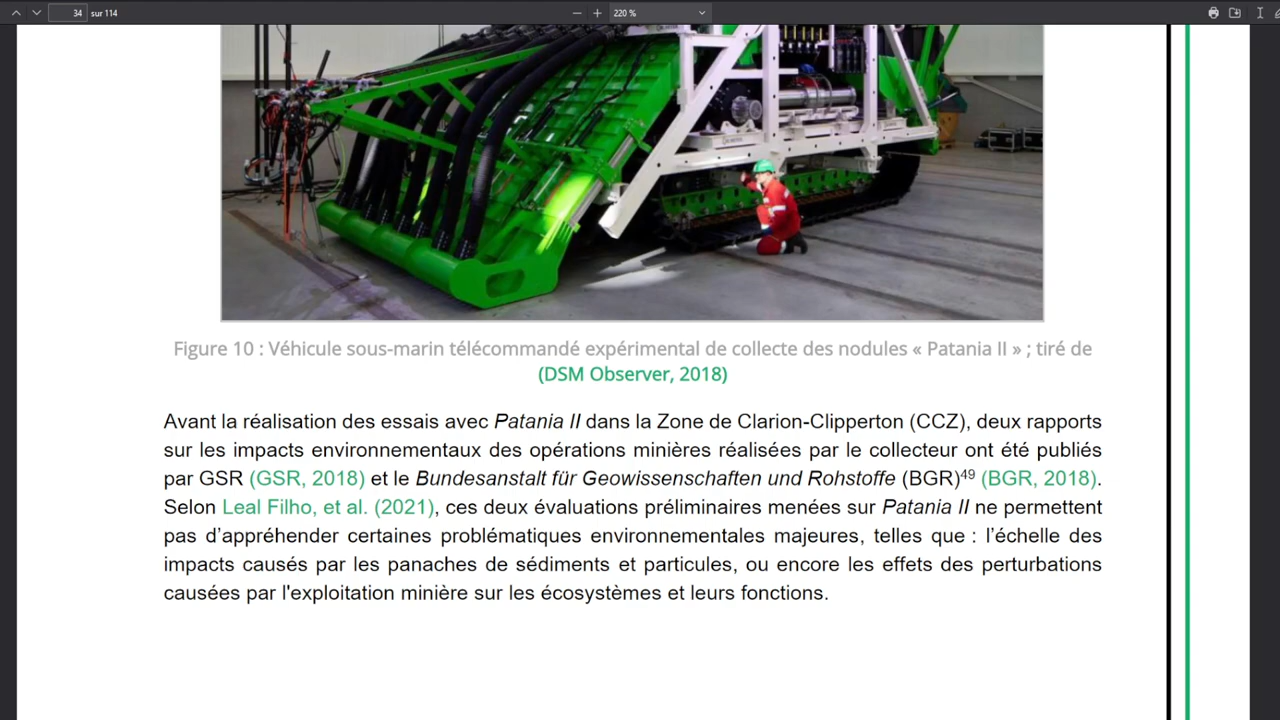 34 sur 114
220 %
Figure 10 : Véhicule sous-marin télécommandé expérimental de collecte des nodules « Patania II » ; tiré de
(DSM Observer, 2018)
Avant la réalisation des essais avec Patania II dans la Zone de Clarion-Clipperton (CCZ), deux rapports
sur les impacts environnementaux des opérations minières réalisées par le collecteur ont été publiés
par GSR (GSR, 2018) et le Bundesanstalt für Geowissenschaften und Rohstoffe (BGR)⁴⁹ (BGR, 2018).
Selon Leal Filho, et al. (2021), ces deux évaluations préliminaires menées sur Patania II ne permettent
pas d’appréhender certaines problématiques environnementales majeures, telles que : l’échelle des
impacts causés par les panaches de sédiments et particules, ou encore les effets des perturbations
causées par l'exploitation minière sur les écosystèmes et leurs fonctions.